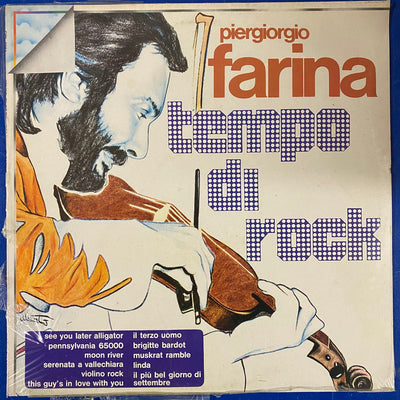 piergiorgio
farina
tempo
di
rock
see you later alligator
pennsylvania 65000
moon river
serenata a vallechiara
violino rock
this guy's in love with you
il terzo uomo
brigitte bardot
muskrat ramble
linda
il più bel giorno di
settembre